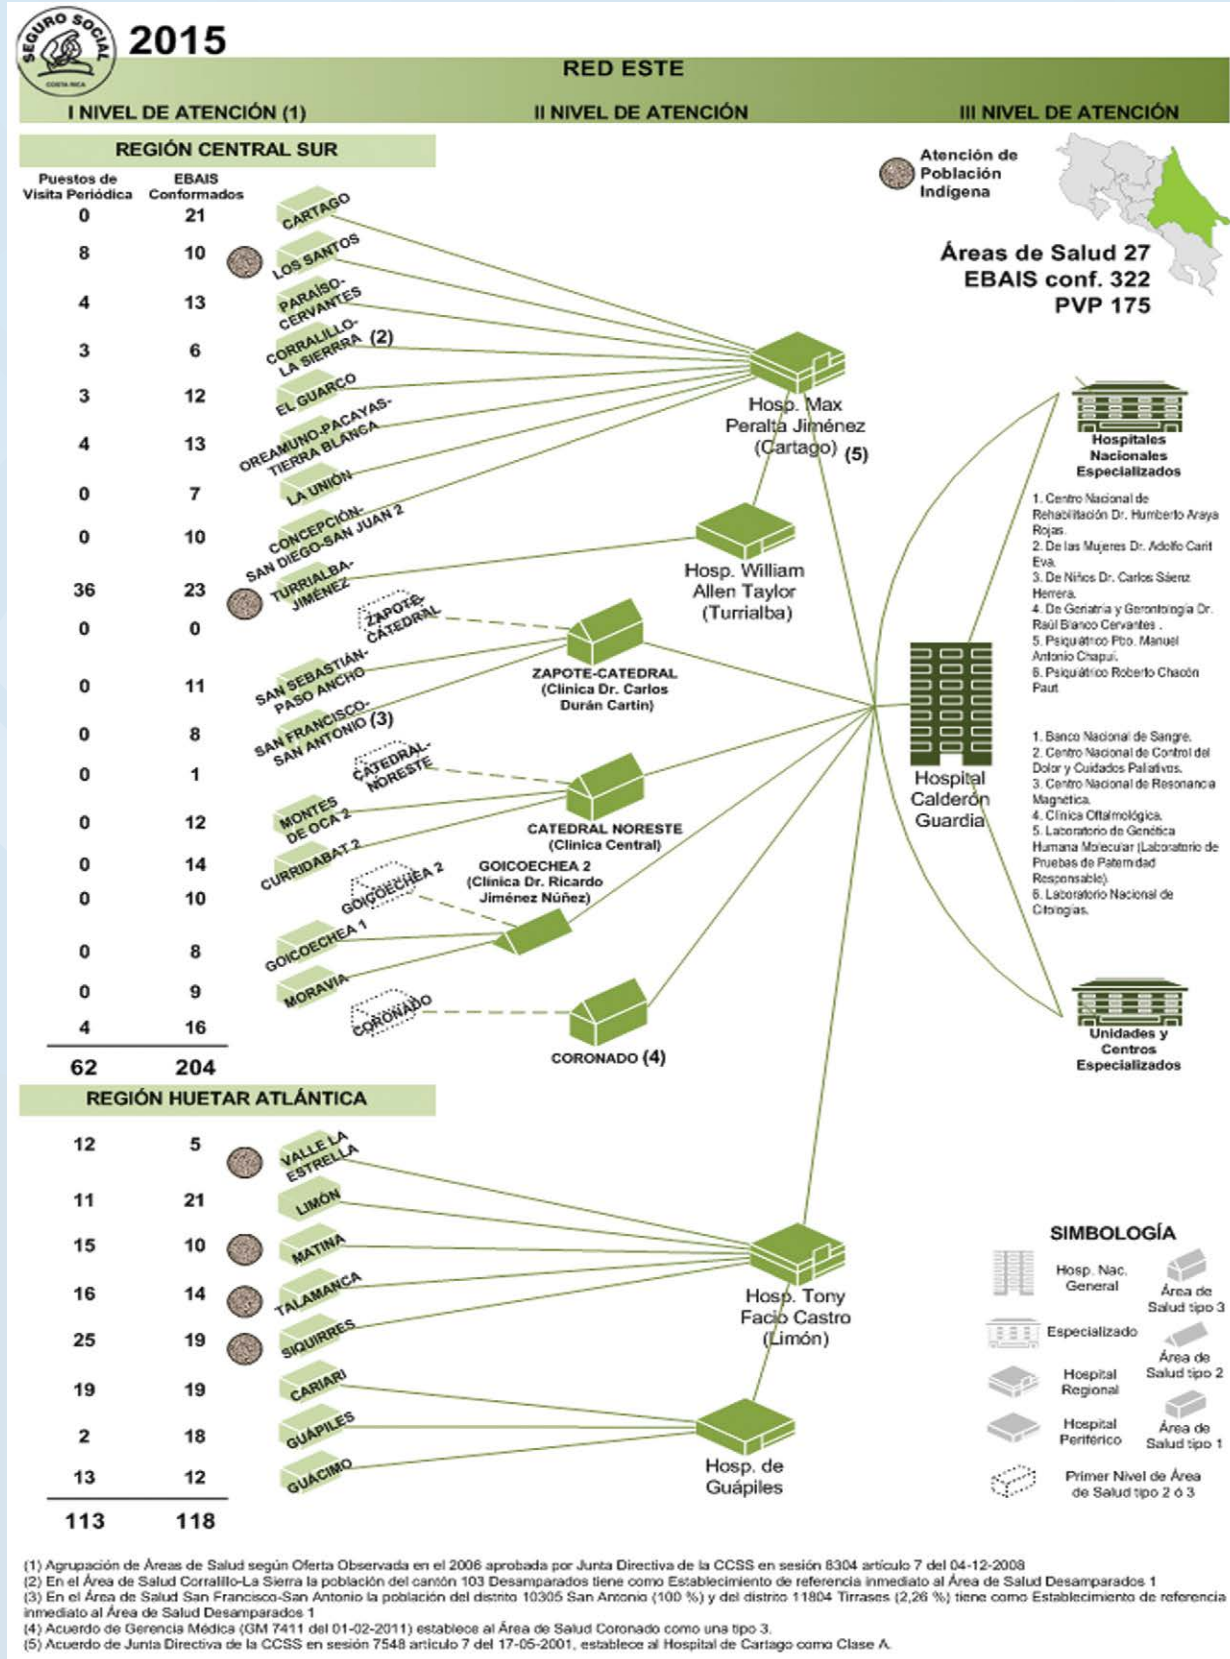 SEGURO SOCIAL
COSTA RICA
2015
RED ESTE
I NIVEL DE ATENCIÓN (1)
II NIVEL DE ATENCIÓN
III NIVEL DE ATENCIÓN
REGIÓN CENTRAL SUR
Puestos de
Visita Periódica
EBAIS
Conformados
0 21 CARTAGO
8 10 LOS SANTOS
4 13 PARAÍSO-
CERVANTES
3 6 CORRALILLO-
LA SIERRRA (2)
3 12 EL GUARCO
4 13 OREAMUNO-PACAYAS-
TIERRA BLANCA
0 7 LA UNIÓN
0 10 CONCEPCIÓN-
SAN DIEGO-SAN JUAN 2
36 23 TURRIALBA-
JIMÉNEZ
0 0 ZAPOTE-
CATEDRAL
0 11 SAN SEBASTIÁN-
PASO ANCHO
0 8 SAN FRANCISCO-
SAN ANTONIO (3)
0 1 CATEDRAL-
NORESTE
0 12 MONTES
DE OCA 2
0 14 CURRIDABAT 2
0 10 GOICOECHEA 2
0 8 GOICOECHEA 1
0 9 MORAVIA
4 16 CORONADO
62 204
Hosp. Max
Peralta Jiménez
(Cartago) (5)
Hosp. William
Allen Taylor
(Turrialba)
ZAPOTE-CATEDRAL
(Clínica Dr. Carlos
Durán Cartin)
CATEDRAL NORESTE
(Clínica Central)
GOICOECHEA 2
(Clínica Dr. Ricardo
Jiménez Núñez)
CORONADO (4)
Atención de
Población
Indígena
Áreas de Salud 27
EBAIS conf. 322
PVP 175
Hospitales
Nacionales
Especializados
1. Centro Nacional de
Rehabilitación Dr. Humberto Araya
Rojas.
2. De las Mujeres Dr. Adolfo Carit
Eva.
3. De Niños Dr. Carlos Sáenz
Herrera.
4. De Geriatría y Gerontología Dr.
Raúl Blanco Cervantes .
5. Psiquiátrico Pbo. Manuel
Antonio Chapui.
6. Psiquiátrico Roberto Chacón
Paut
Hospital
Calderón
Guardia
1. Banco Nacional de Sangre.
2. Centro Nacional de Control del
Dolor y Cuidados Paliativos.
3. Centro Nacional de Resonancia
Magnética.
4. Clínica Oftalmológica.
5. Laboratorio de Genética
Humana Molecular (Laboratorio de
Pruebas de Paternidad
Responsable).
6. Laboratorio Nacional de
Citologías.
Unidades y
Centros
Especializados
REGIÓN HUETAR ATLÁNTICA
12 5 VALLE LA
ESTRELLA
11 21 LIMÓN
15 10 MATINA
16 14 TALAMANCA
25 19 SIQUIRRES
19 19 CARIARI
2 18 GUÁPILES
13 12 GUÁCIMO
113 118
Hosp. Tony
Facio Castro
(Limón)
Hosp. de
Guápiles
SIMBOLOGÍA
Hosp. Nac.
General
Área de
Salud tipo 3
Especializado
Área de
Salud tipo 2
Hospital
Regional
Hospital
Periférico
Área de
Salud tipo 1
Primer Nivel de Área
de Salud tipo 2 ó 3
(1) Agrupación de Áreas de Salud según Oferta Observada en el 2006 aprobada por Junta Directiva de la CCSS en sesión 8304 artículo 7 del 04-12-2008
(2) En el Área de Salud Corralillo-La Sierra la población del cantón 103 Desamparados tiene como Establecimiento de referencia inmediato al Área de Salud Desamparados 1
(3) En el Área de Salud San Francisco-San Antonio la población del distrito 10305 San Antonio (100 %) y del distrito 11804 Tirrases (2,26 %) tiene como Establecimiento de referencia
inmediato al Área de Salud Desamparados 1
(4) Acuerdo de Gerencia Médica (GM 7411 del 01-02-2011) establece al Área de Salud Coronado como una tipo 3.
(5) Acuerdo de Junta Directiva de la CCSS en sesión 7548 artículo 7 del 17-05-2001, establece al Hospital de Cartago como Clase A.